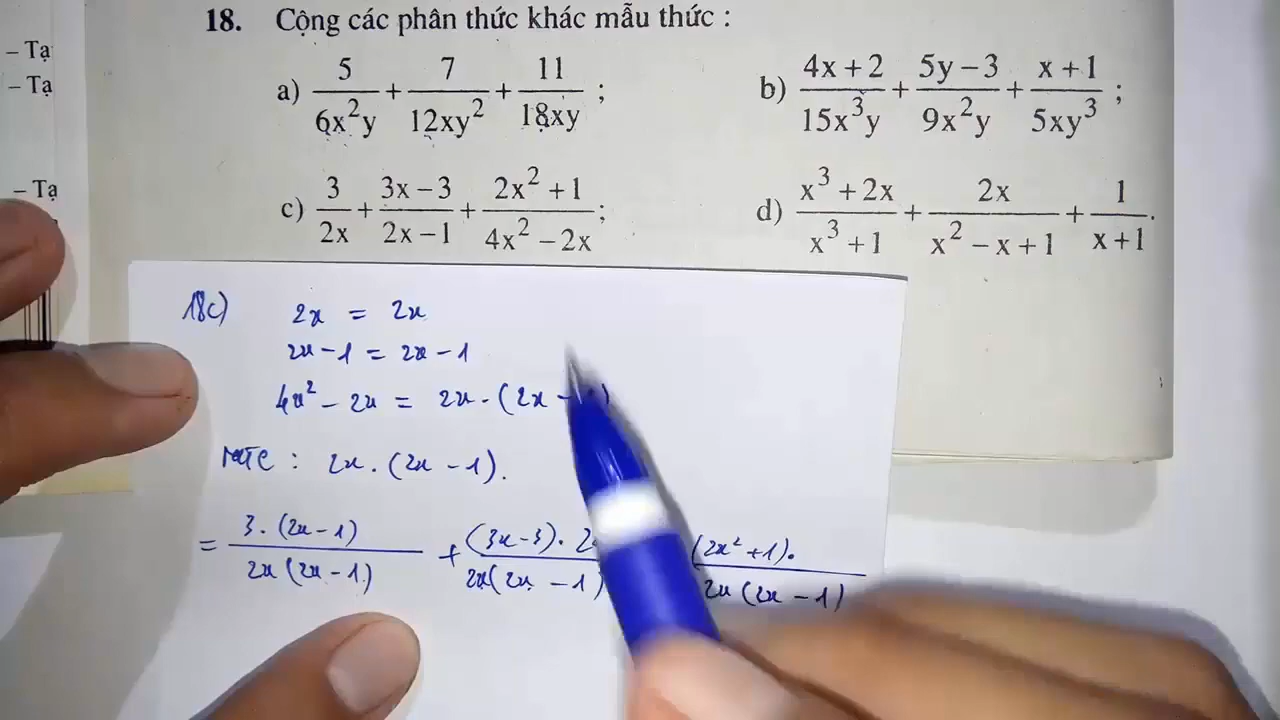 – Tạ
– Tạ
– Tạ
18. Cộng các phân thức khác mẫu thức :
a) 5/(6x²y) + 7/(12xy²) + 11/(18xy) ;
b) (4x + 2)/(15x³y) + (5y – 3)/(9x²y) + (x + 1)/(5xy³) ;
c) 3/(2x) + (3x – 3)/(2x – 1) + (2x² + 1)/(4x² – 2x) ;
d) (x³ + 2x)/(x³ + 1) + 2x/(x² – x + 1) + 1/(x + 1) .
18c) 2x = 2x
2x – 1 = 2x – 1
4x² – 2x = 2x . (2x –
MTC : 2x . (2x – 1).
= 3 . (2x – 1)/(2x (2x – 1)) + (3x – 3) . 2/(2x(2x – 1) (2x² + 1) ./(2x (2x – 1)